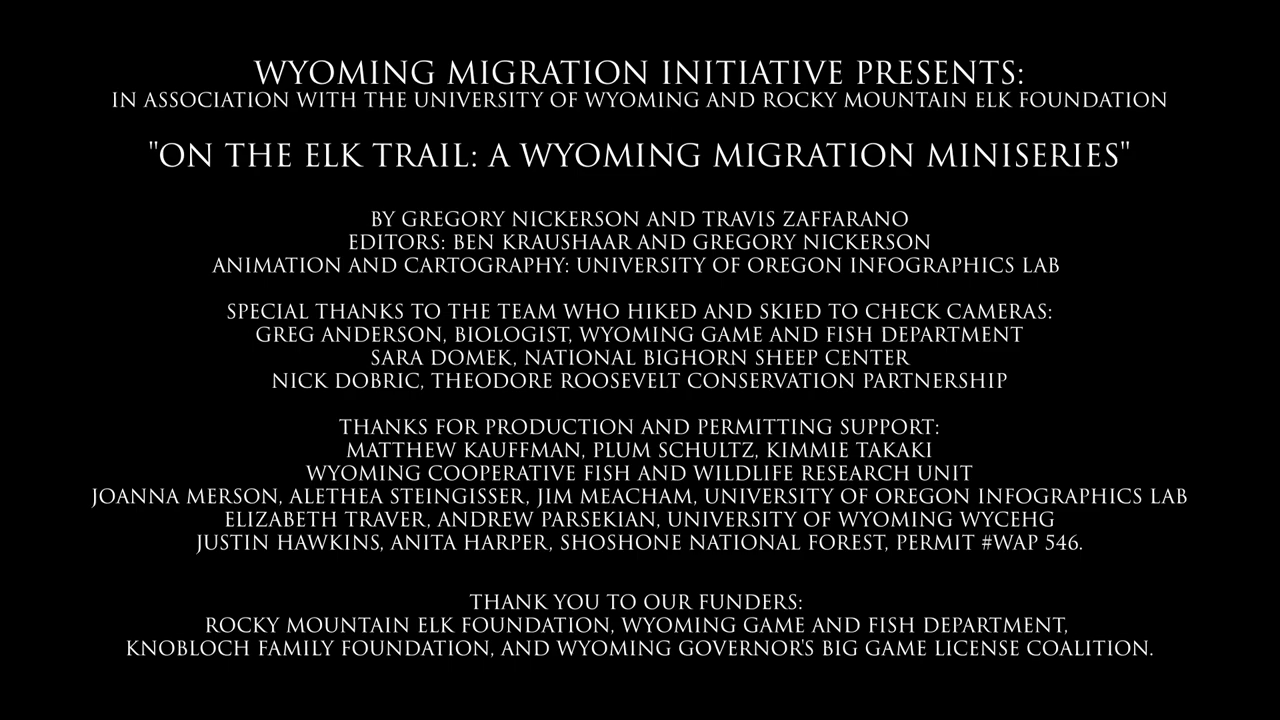 WYOMING MIGRATION INITIATIVE PRESENTS:
IN ASSOCIATION WITH THE UNIVERSITY OF WYOMING AND ROCKY MOUNTAIN ELK FOUNDATION
"ON THE ELK TRAIL: A WYOMING MIGRATION MINISERIES"
BY GREGORY NICKERSON AND TRAVIS ZAFFARANO
EDITORS: BEN KRAUSHAAR AND GREGORY NICKERSON
ANIMATION AND CARTOGRAPHY: UNIVERSITY OF OREGON INFOGRAPHICS LAB
SPECIAL THANKS TO THE TEAM WHO HIKED AND SKIED TO CHECK CAMERAS:
GREG ANDERSON, BIOLOGIST, WYOMING GAME AND FISH DEPARTMENT
SARA DOMEK, NATIONAL BIGHORN SHEEP CENTER
NICK DOBRIC, THEODORE ROOSEVELT CONSERVATION PARTNERSHIP
THANKS FOR PRODUCTION AND PERMITTING SUPPORT:
MATTHEW KAUFFMAN, PLUM SCHULTZ, KIMMIE TAKAKI
WYOMING COOPERATIVE FISH AND WILDLIFE RESEARCH UNIT
JOANNA MERSON, ALETHEA STEINGISSER, JIM MEACHAM, UNIVERSITY OF OREGON INFOGRAPHICS LAB
ELIZABETH TRAVER, ANDREW PARSEKIAN, UNIVERSITY OF WYOMING WYCEHG
JUSTIN HAWKINS, ANITA HARPER, SHOSHONE NATIONAL FOREST, PERMIT #WAP 546.
THANK YOU TO OUR FUNDERS:
ROCKY MOUNTAIN ELK FOUNDATION, WYOMING GAME AND FISH DEPARTMENT,
KNOBLOCH FAMILY FOUNDATION, AND WYOMING GOVERNOR'S BIG GAME LICENSE COALITION.